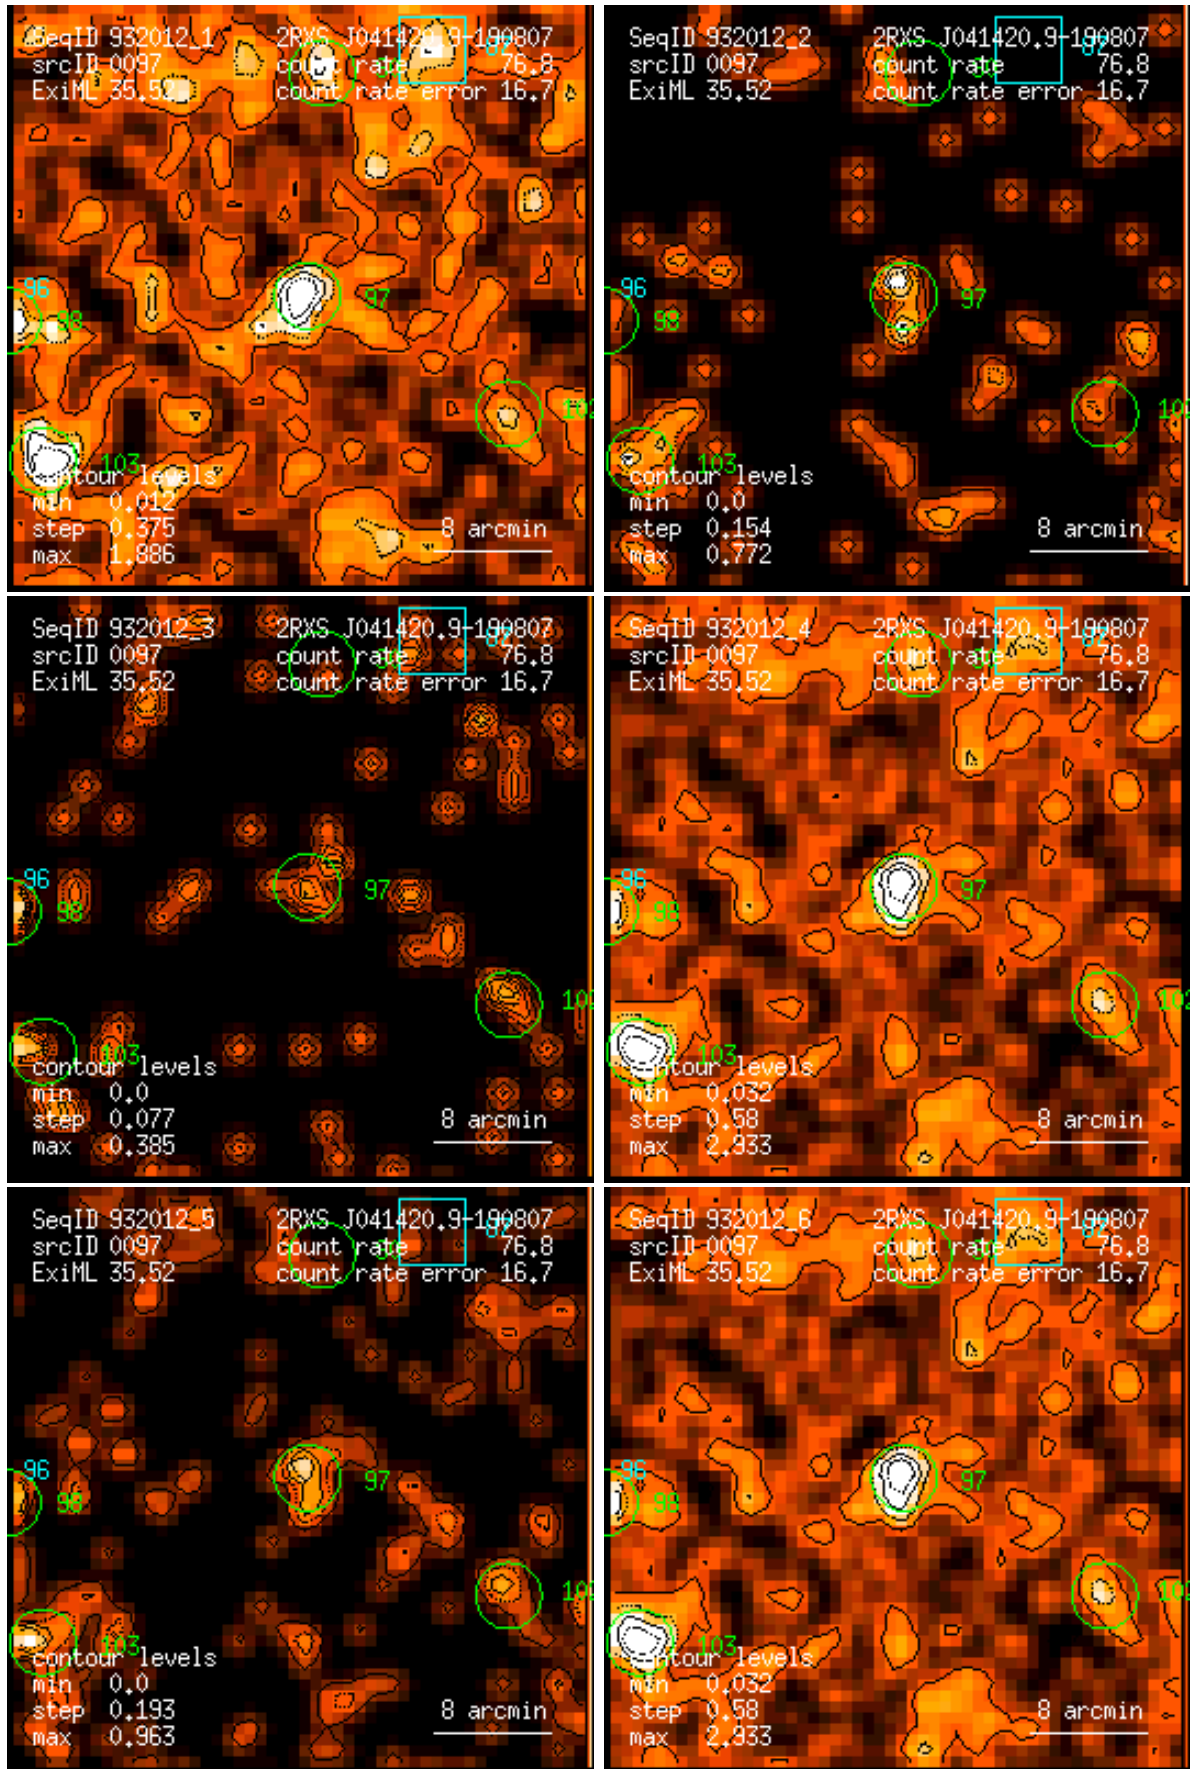 SeqID 932012_1 2RXS J041420.9-190807
srcID 0097 count rate 76.8
ExiML 35.52 count rate error 16.7
96
98
97
102
103
contour levels
min 0.012
step 0.375 8 arcmin
max 1.886
SeqID 932012_2 2RXS J041420.9-190807
srcID 0097 count rate 76.8
ExiML 35.52 count rate error 16.7
96
98
97
103
contour levels
min 0.0
step 0.154 8 arcmin
max 0.772
SeqID 932012_3 2RXS J041420.9-190807
srcID 0097 count rate 76.8
ExiML 35.52 count rate error 16.7
96
98
97
103
contour levels
min 0.0
step 0.077 8 arcmin
max 0.385
SeqID 932012_4 2RXS J041420.9-190807
srcID 0097 count rate 76.8
ExiML 35.52 count rate error 16.7
96
98
97
103
contour levels
min 0.032
step 0.58 8 arcmin
max 2.933
SeqID 932012_5 2RXS J041420.9-190807
srcID 0097 count rate 76.8
ExiML 35.52 count rate error 16.7
96
98
97
103
contour levels
min 0.0
step 0.193 8 arcmin
max 0.963
SeqID 932012_6 2RXS J041420.9-190807
srcID 0097 count rate 76.8
ExiML 35.52 count rate error 16.7
96
98
97
103
contour levels
min 0.032
step 0.58 8 arcmin
max 2.933